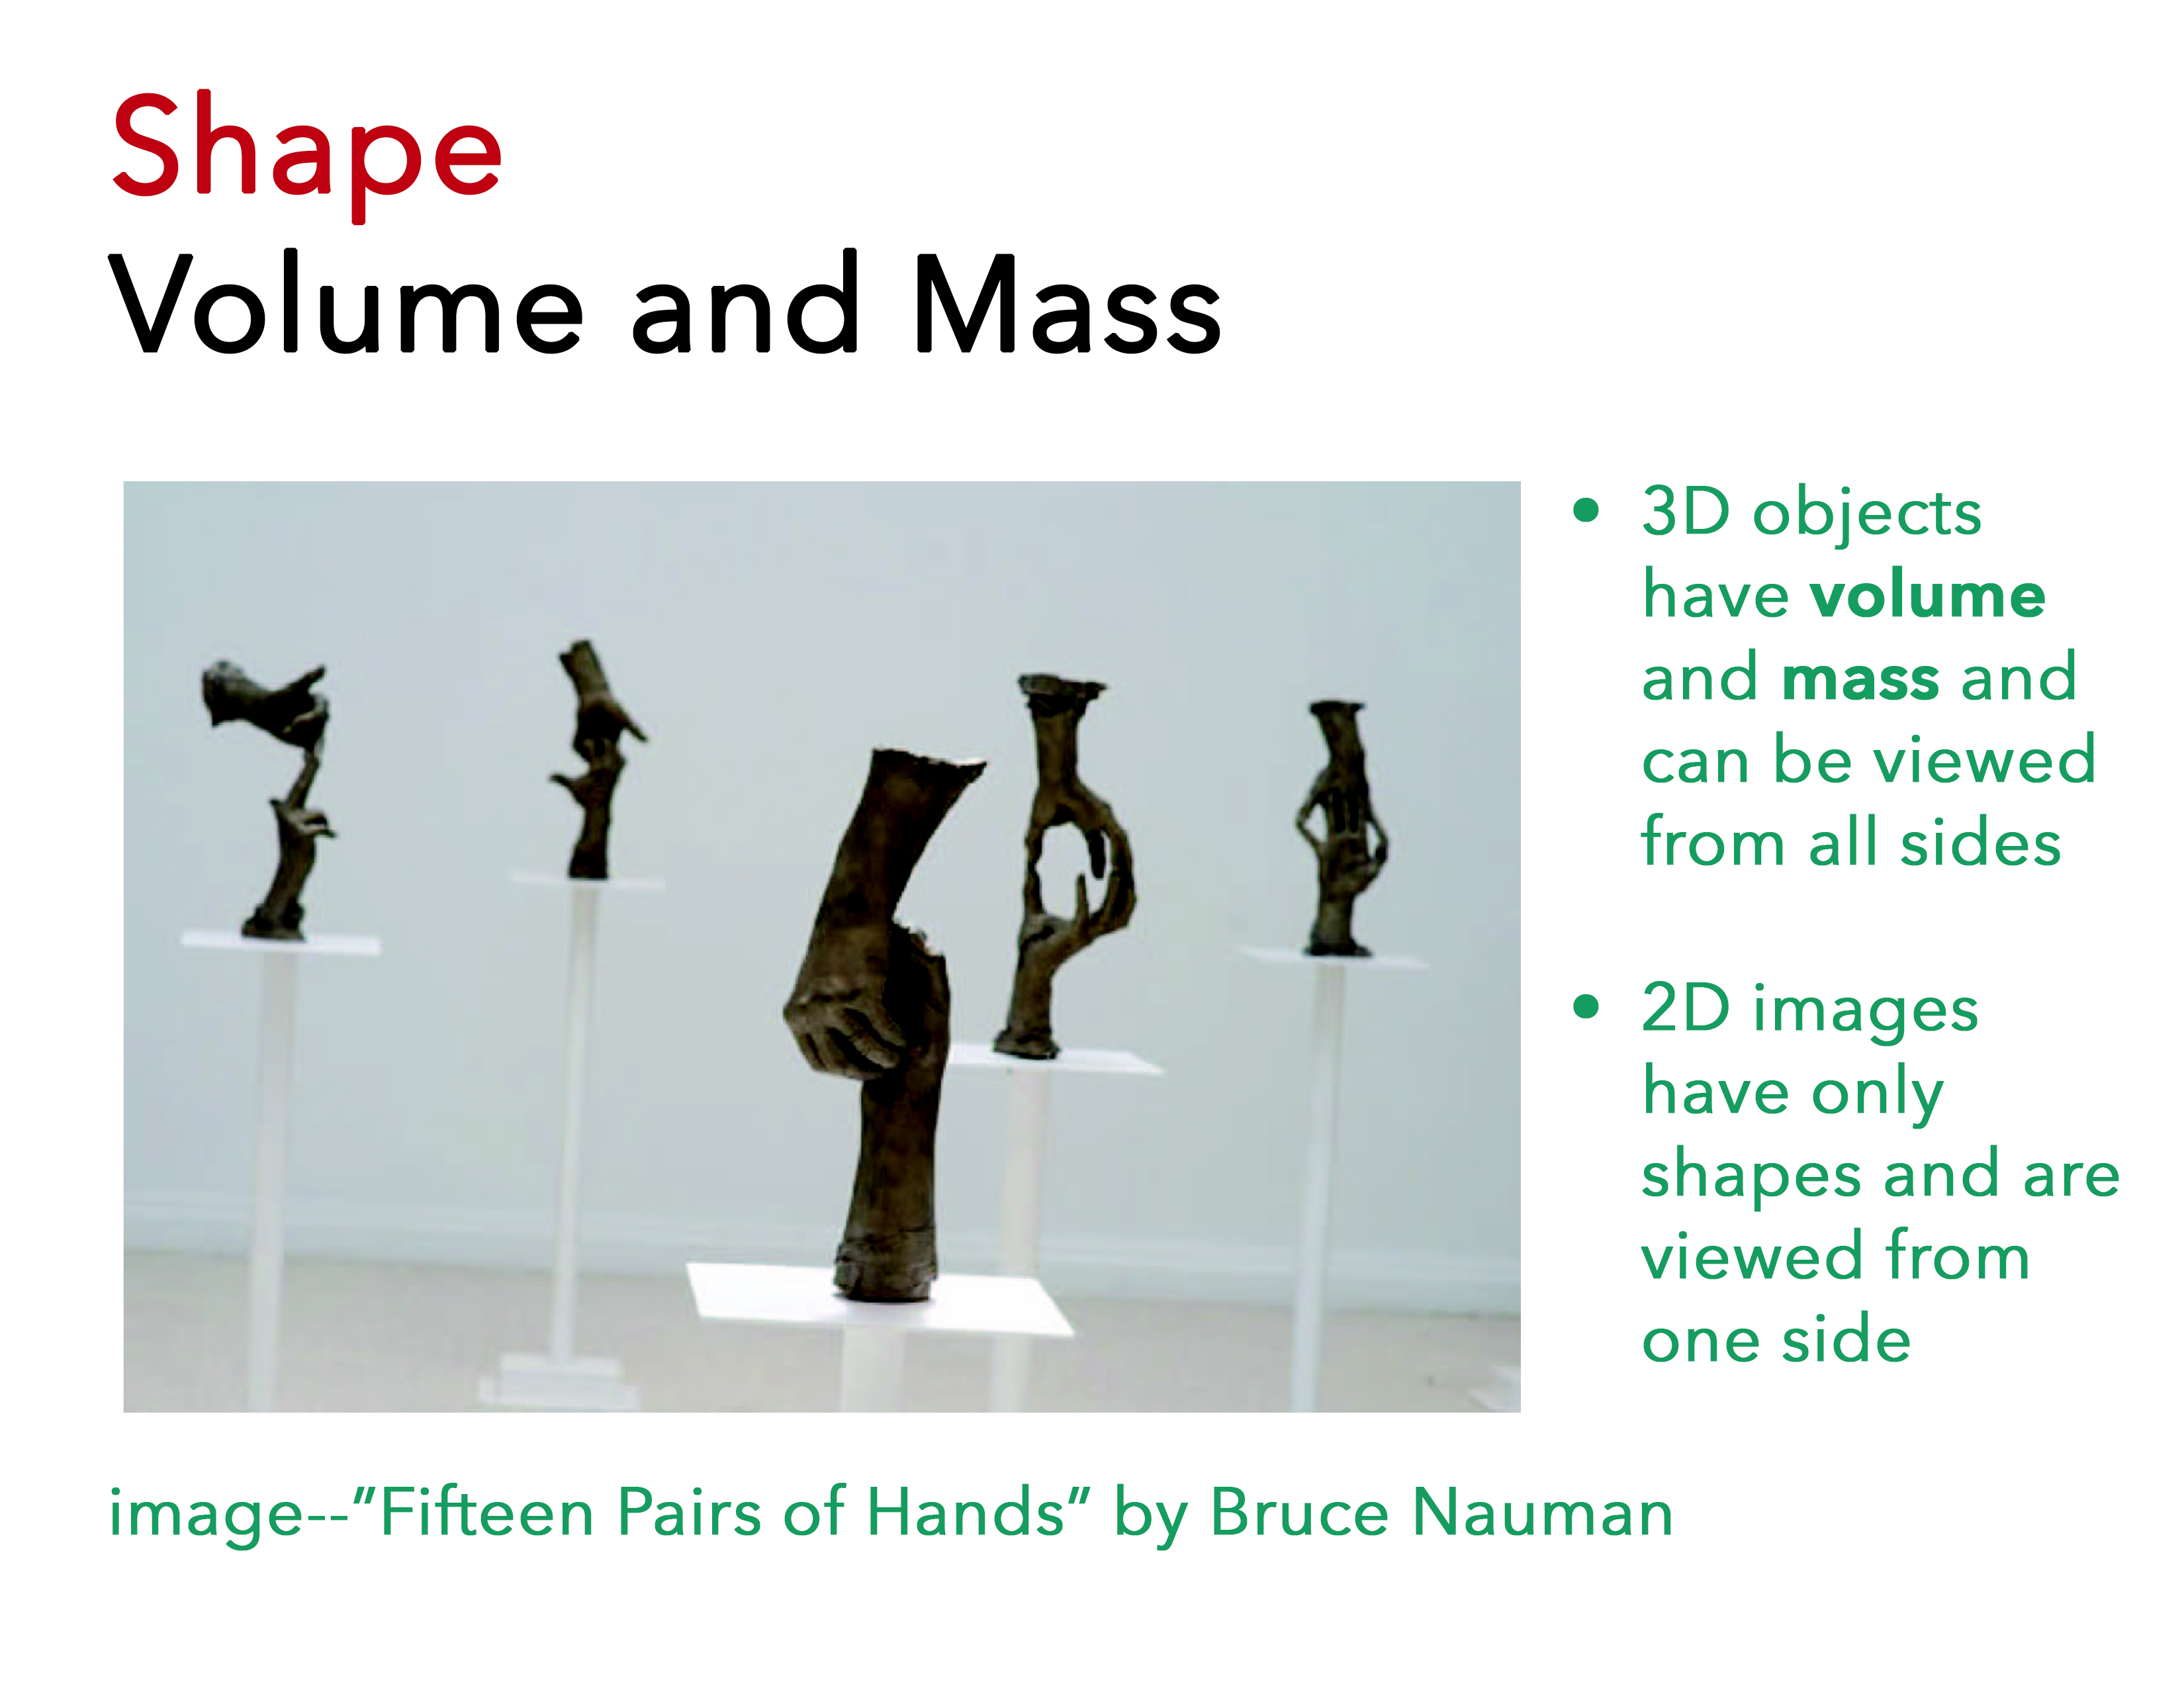 Shape
Volume and Mass
• 3D objects
have volume
and mass and
can be viewed
from all sides
• 2D images
have only
shapes and are
viewed from
one side
image--"Fifteen Pairs of Hands" by Bruce Nauman